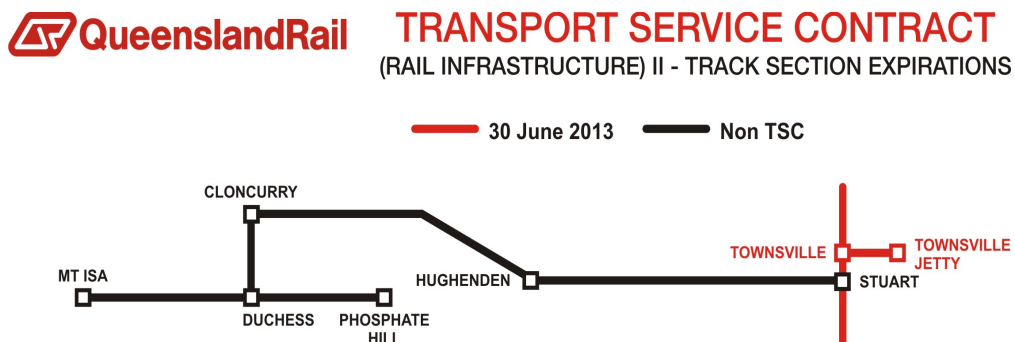 QueenslandRail
TRANSPORT SERVICE CONTRACT
(RAIL INFRASTRUCTURE) II - TRACK SECTION EXPIRATIONS
30 June 2013
Non TSC
CLONCURRY
MT ISA
HUGHENDEN
TOWNSVILLE
TOWNSVILLE
JETTY
STUART
DUCHESS
PHOSPHATE
HILL